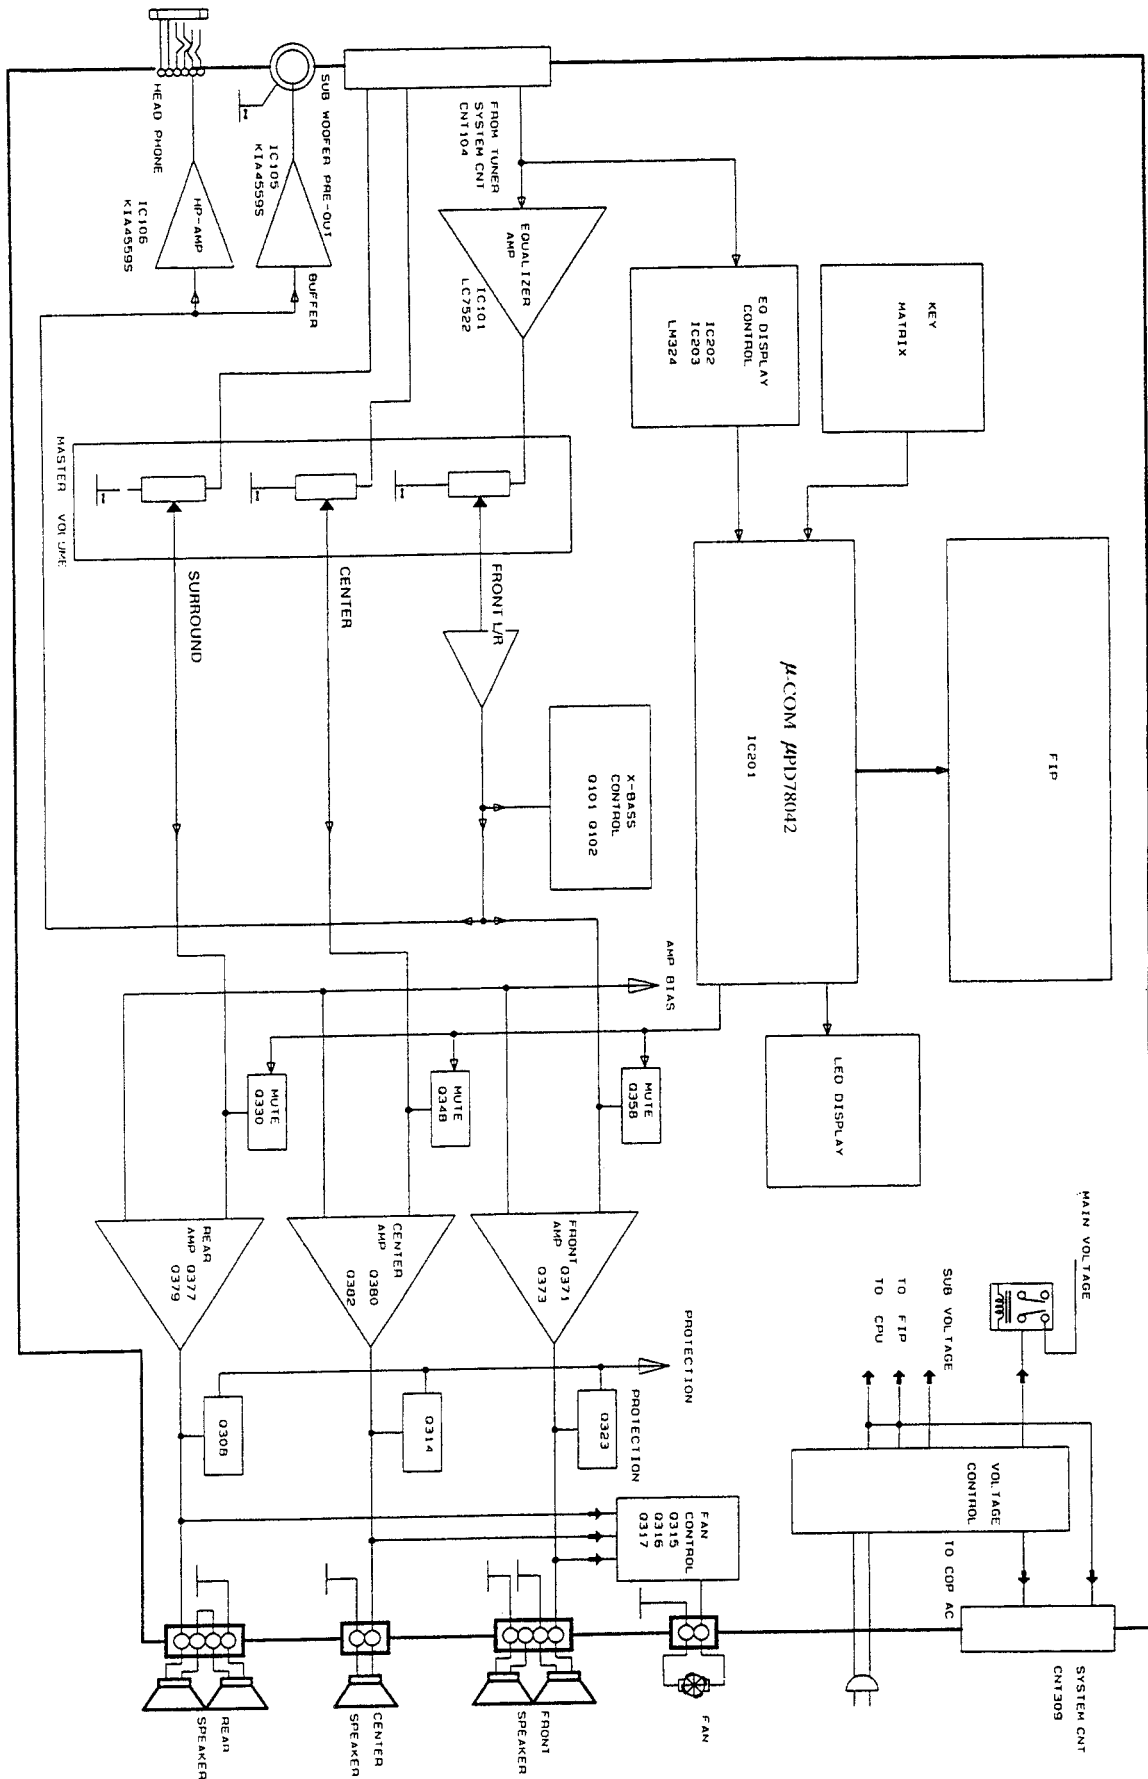 HEAD PHONE
IC106
KIA4559S
HP-AMP
SUB WOOFER PRE-OUT
IC105
KIA4559S
BUFFER
FROM TUNER
SYSTEM CNT
CNT104
EQUALIZER
AMP
IC101
LC7522
EQ DISPLAY
CONTROL
IC202
IC203
LM324
KEY
MATRIX
MASTER VOLUME
SURROUND
CENTER
FRONT L/R
X-BASS
CONTROL
Q101 Q102
μ-COM μPD78042
IC201
FIP
LED DISPLAY
AMP BIAS
MUTE
Q330
MUTE
Q348
MUTE
Q358
REAR
AMP Q377
Q379
CENTER
AMP Q380
Q382
FRONT
AMP Q371
Q373
PROTECTION
PROTECTION
Q308
Q314
Q323
FAN
CONTROL
Q315
Q316
Q317
MAIN VOLTAGE
SUB VOLTAGE
TO FIP
TO CPU
VOLTAGE
CONTROL
TO COP AC
SYSTEM CNT
CNT309
FAN
FRONT
SPEAKER
CENTER
SPEAKER
REAR
SPEAKER